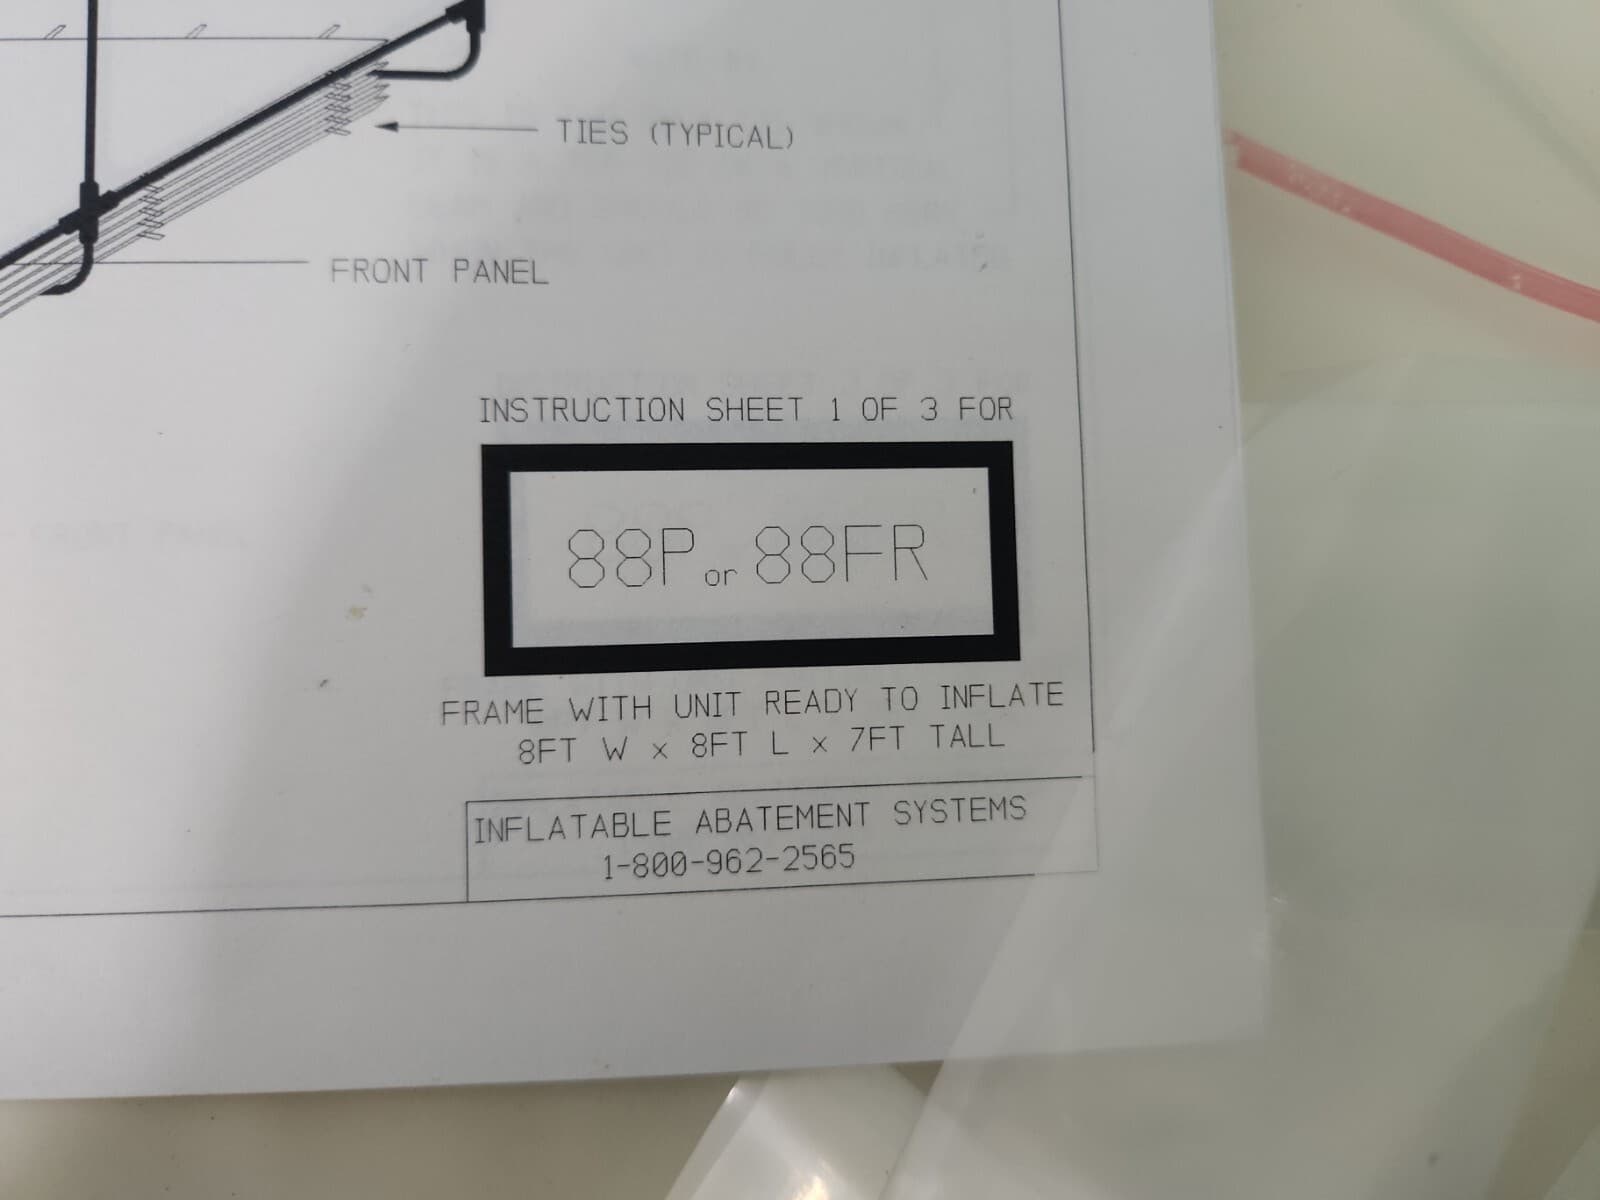 TIES (TYPICAL)
FRONT PANEL
INSTRUCTION SHEET 1 OF 3 FOR
88P or 88FR
FRAME WITH UNIT READY TO INFLATE
8FT W x 8FT L x 7FT TALL
INFLATABLE ABATEMENT SYSTEMS
1-800-962-2565